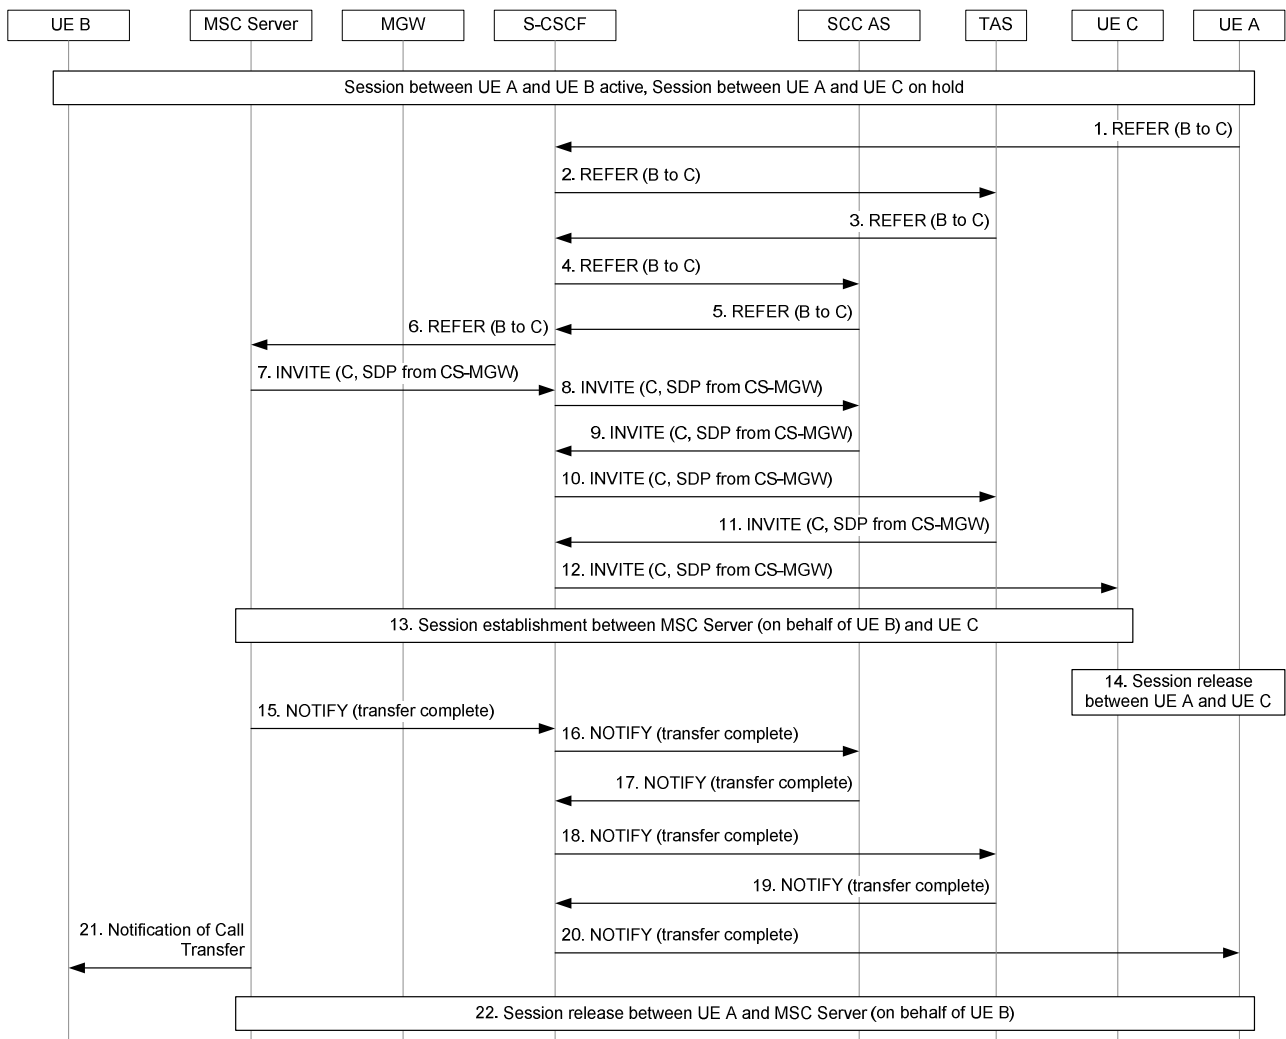 UE B
MSC Server
MGW
S-CSCF
SCC AS
TAS
UE C
UE A
Session between UE A and UE B active, Session between UE A and UE C on hold
1. REFER (B to C)
2. REFER (B to C)
3. REFER (B to C)
4. REFER (B to C)
5. REFER (B to C)
6. REFER (B to C)
7. INVITE (C, SDP from CS-MGW)
8. INVITE (C, SDP from CS-MGW)
9. INVITE (C, SDP from CS-MGW)
10. INVITE (C, SDP from CS-MGW)
11. INVITE (C, SDP from CS-MGW)
12. INVITE (C, SDP from CS-MGW)
13. Session establishment between MSC Server (on behalf of UE B) and UE C
14. Session release
between UE A and UE C
15. NOTIFY (transfer complete)
16. NOTIFY (transfer complete)
17. NOTIFY (transfer complete)
18. NOTIFY (transfer complete)
19. NOTIFY (transfer complete)
20. NOTIFY (transfer complete)
21. Notification of Call
Transfer
22. Session release between UE A and MSC Server (on behalf of UE B)